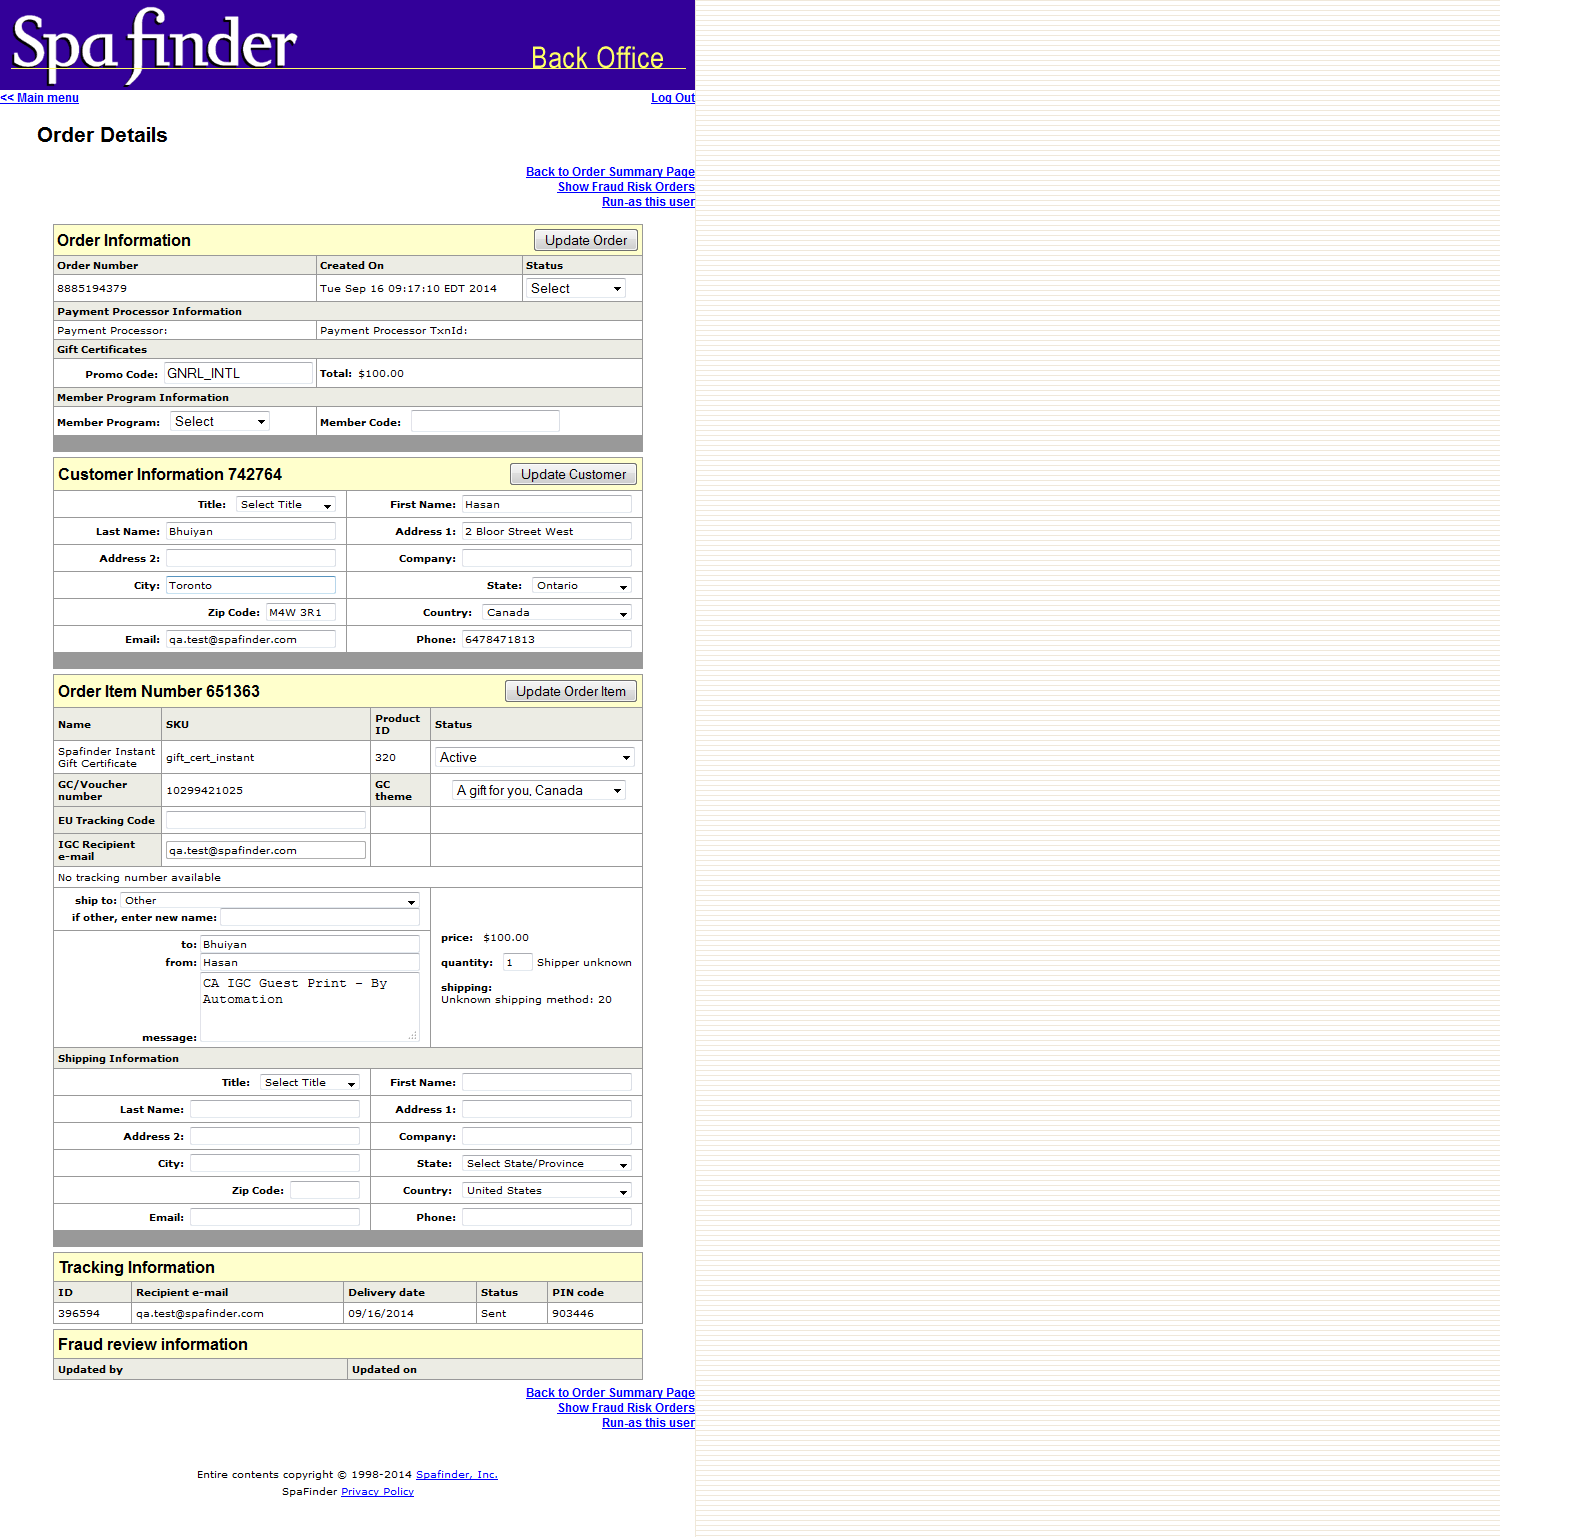 Spa finder
Back Office
<< Main menu Log Out
Order Details
Back to Order Summary Page
Show Fraud Risk Orders
Run-as this user
Order Information Update Order
Order Number Created On Status
8885194379 Tue Sep 16 09:17:10 EDT 2014 Select
Payment Processor Information
Payment Processor: Payment Processor TxnId:
Gift Certificates
Promo Code: GNRL_INTL Total: $100.00
Member Program Information
Member Program: Select Member Code:
Customer Information 742764 Update Customer
Title: Select Title First Name: Hasan
Last Name: Bhuiyan Address 1: 2 Bloor Street West
Address 2: Company:
City: Toronto State: Ontario
Zip Code: M4W 3R1 Country: Canada
Email: qa.test@spafinder.com Phone: 6478471813
Order Item Number 651363 Update Order Item
Name SKU Product ID Status
Spafinder Instant Gift Certificate gift_cert_instant 320 Active
GC/Voucher number 10299421025 GC theme A gift for you, Canada
EU Tracking Code
IGC Recipient e-mail qa.test@spafinder.com
No tracking number available
ship to: Other
if other, enter new name:
to: Bhuiyan
from: Hasan
message: CA IGC Guest Print - By
Automation
price: $100.00
quantity: 1 Shipper unknown
shipping:
Unknown shipping method: 20
Shipping Information
Title: Select Title First Name:
Last Name: Address 1:
Address 2: Company:
City: State: Select State/Province
Zip Code: Country: United States
Email: Phone:
Tracking Information
ID Recipient e-mail Delivery date Status PIN code
396594 qa.test@spafinder.com 09/16/2014 Sent 903446
Fraud review information
Updated by Updated on
Back to Order Summary Page
Show Fraud Risk Orders
Run-as this user
Entire contents copyright © 1998-2014 Spafinder, Inc.
SpaFinder Privacy Policy